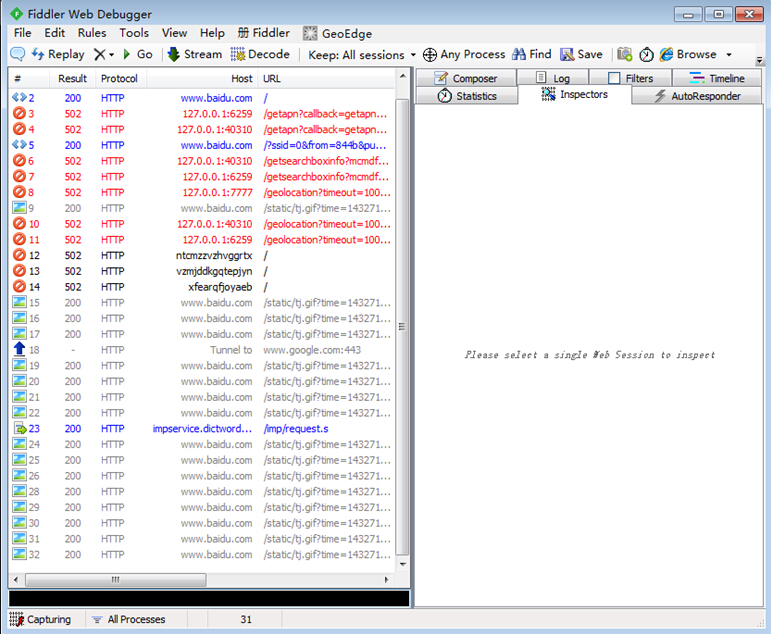 Fiddler Web Debugger
File Edit Rules Tools View Help Fiddler GeoEdge
Replay Go Stream Decode Keep: All sessions Any Process Find Save Browse
# Result Protocol Host URL
Composer Log Filters Timeline
Statistics Inspectors AutoResponder
2 200 HTTP www.baidu.com /
3 502 HTTP 127.0.0.1:6259 /getapn?callback=getapn...
4 502 HTTP 127.0.0.1:40310 /getapn?callback=getapn...
5 200 HTTP www.baidu.com /?ssid=0&from=844b&pu...
6 502 HTTP 127.0.0.1:40310 /getsearchboxinfo?mcmdf...
7 502 HTTP 127.0.0.1:6259 /getsearchboxinfo?mcmdf...
8 502 HTTP 127.0.0.1:7777 /geolocation?timeout=100...
9 200 HTTP www.baidu.com /static/tj.gif?time=143271...
10 502 HTTP 127.0.0.1:40310 /geolocation?timeout=100...
11 502 HTTP 127.0.0.1:6259 /geolocation?timeout=100...
12 502 HTTP ntcmzzvzhvggrtx /
13 502 HTTP vzmjddkgqtepjyn /
14 502 HTTP xfearqfjoyaeb /
15 200 HTTP www.baidu.com /static/tj.gif?time=143271...
16 200 HTTP www.baidu.com /static/tj.gif?time=143271...
17 200 HTTP www.baidu.com /static/tj.gif?time=143271...
18 - HTTP Tunnel to www.google.com:443
Please select a single Web Session to inspect
19 200 HTTP www.baidu.com /static/tj.gif?time=143271...
20 200 HTTP www.baidu.com /static/tj.gif?time=143271...
21 200 HTTP www.baidu.com /static/tj.gif?time=143271...
22 200 HTTP www.baidu.com /static/tj.gif?time=143271...
23 200 HTTP impservice.dictword... /imp/request.s
24 200 HTTP www.baidu.com /static/tj.gif?time=143271...
25 200 HTTP www.baidu.com /static/tj.gif?time=143271...
26 200 HTTP www.baidu.com /static/tj.gif?time=143271...
28 200 HTTP www.baidu.com /static/tj.gif?time=143271...
29 200 HTTP www.baidu.com /static/tj.gif?time=143271...
30 200 HTTP www.baidu.com /static/tj.gif?time=143271...
31 200 HTTP www.baidu.com /static/tj.gif?time=143271...
32 200 HTTP www.baidu.com /static/tj.gif?time=143271...
Capturing All Processes 31